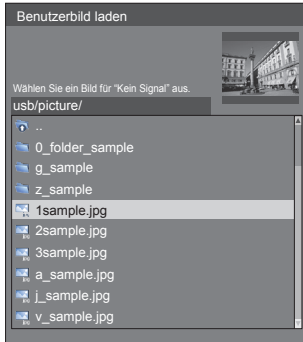 Benutzerbild laden
Wählen Sie ein Bild für "Kein Signal" aus.
usb/picture/
..
0_folder_sample
g_sample
z_sample
1sample.jpg
2sample.jpg
3sample.jpg
a_sample.jpg
j_sample.jpg
v_sample.jpg